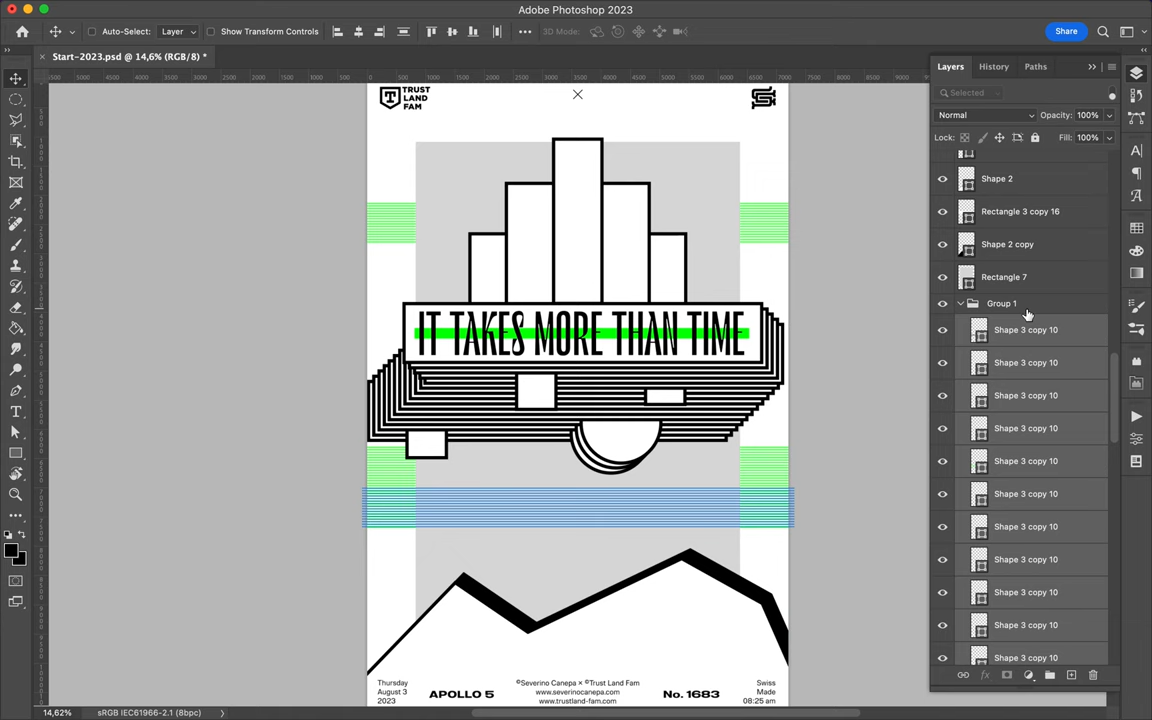 Adobe Photoshop 2023
Auto-Select: Layer
Show Transform Controls
3D Mode:
Share
Start-2023.psd @ 14,6% (RGB/8) *
Layers History Paths
Selected
Normal Opacity: 100%
Lock: Fill: 100%
Shape 2
Rectangle 3 copy 16
Shape 2 copy
Rectangle 7
Group 1
Shape 3 copy 10
Shape 3 copy 10
Shape 3 copy 10
Shape 3 copy 10
Shape 3 copy 10
Shape 3 copy 10
Shape 3 copy 10
Shape 3 copy 10
Shape 3 copy 10
Shape 3 copy 10
Shape 3 copy 10
TRUST
LAND
FAM
IT TAKES MORE THAN TIME
Thursday
August 3
2023
APOLLO 5
©Severino Canepa × ©Trust Land Fam
www.severinocanepa.com
www.trustland-fam.com
No. 1683
Swiss
Made
08:25 am
14,62% sRGB IEC61966-2.1 (8bpc)